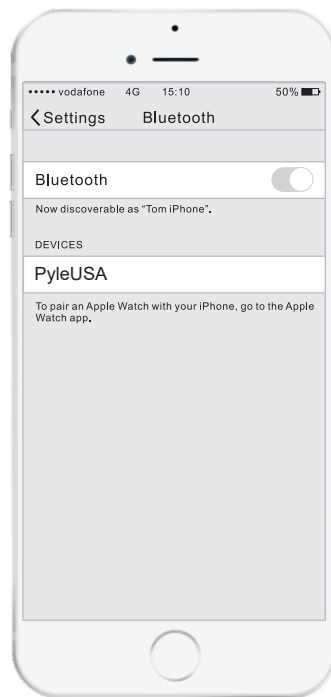 ••••• vodafone 4G 15:10 50%
Settings Bluetooth
Bluetooth
Now discoverable as “Tom iPhone”.
DEVICES
PyleUSA
To pair an Apple Watch with your iPhone, go to the Apple
Watch app.